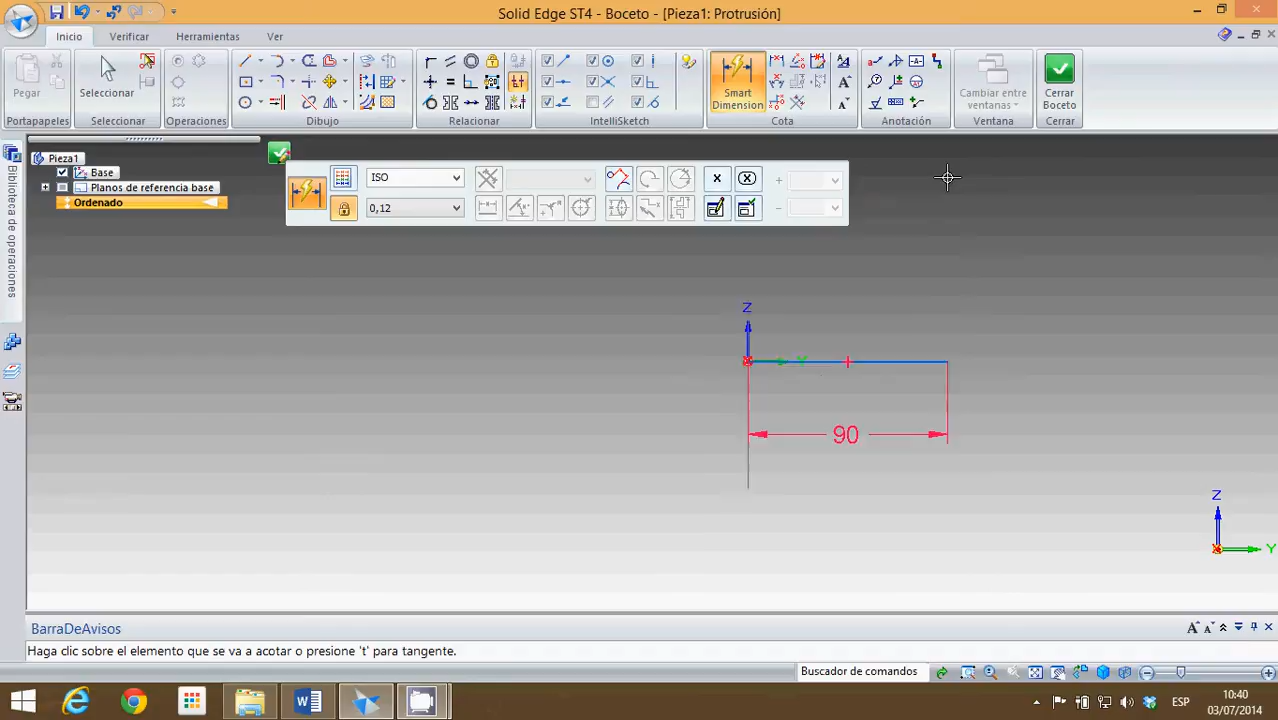 Solid Edge ST4 - Boceto - [Pieza1: Protrusión]
Inicio
Verificar
Herramientas
Ver
Pegar
Seleccionar
Smart
Dimension
Cambiar entre
ventanas
Cerrar
Boceto
Portapapeles
Seleccionar
Operaciones
Dibujo
Relacionar
IntelliSketch
Cota
Anotación
Ventana
Cerrar
Biblioteca de operaciones
Pieza1
Base
Planos de referencia base
Ordenado
ISO
0,12
Z
Y
90
Z
Y
BarraDeAvisos
Haga clic sobre el elemento que se va a acotar o presione 't' para tangente.
Buscador de comandos
ESP
10:40
03/07/2014